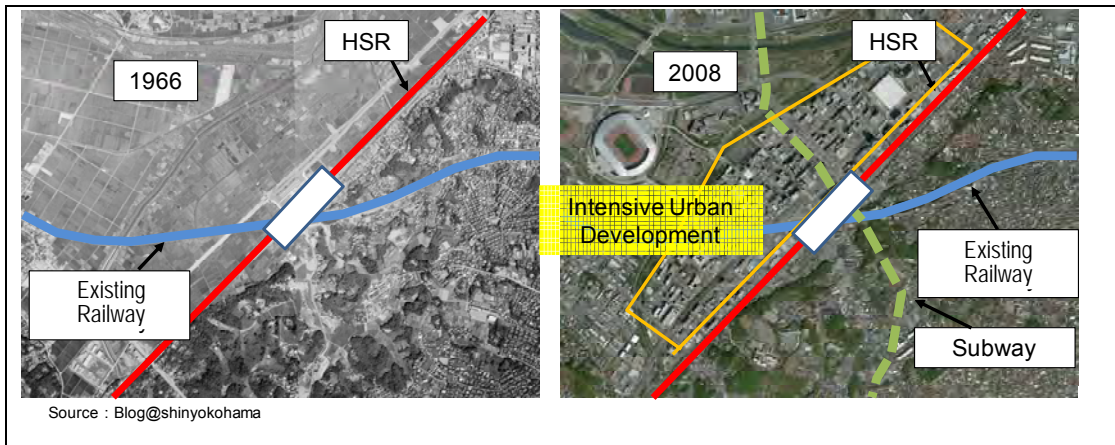 1966
HSR
Existing
Railway
2008
HSR
Intensive Urban
Development
Existing
Railway
Subway
Source : Blog@shinyokohama